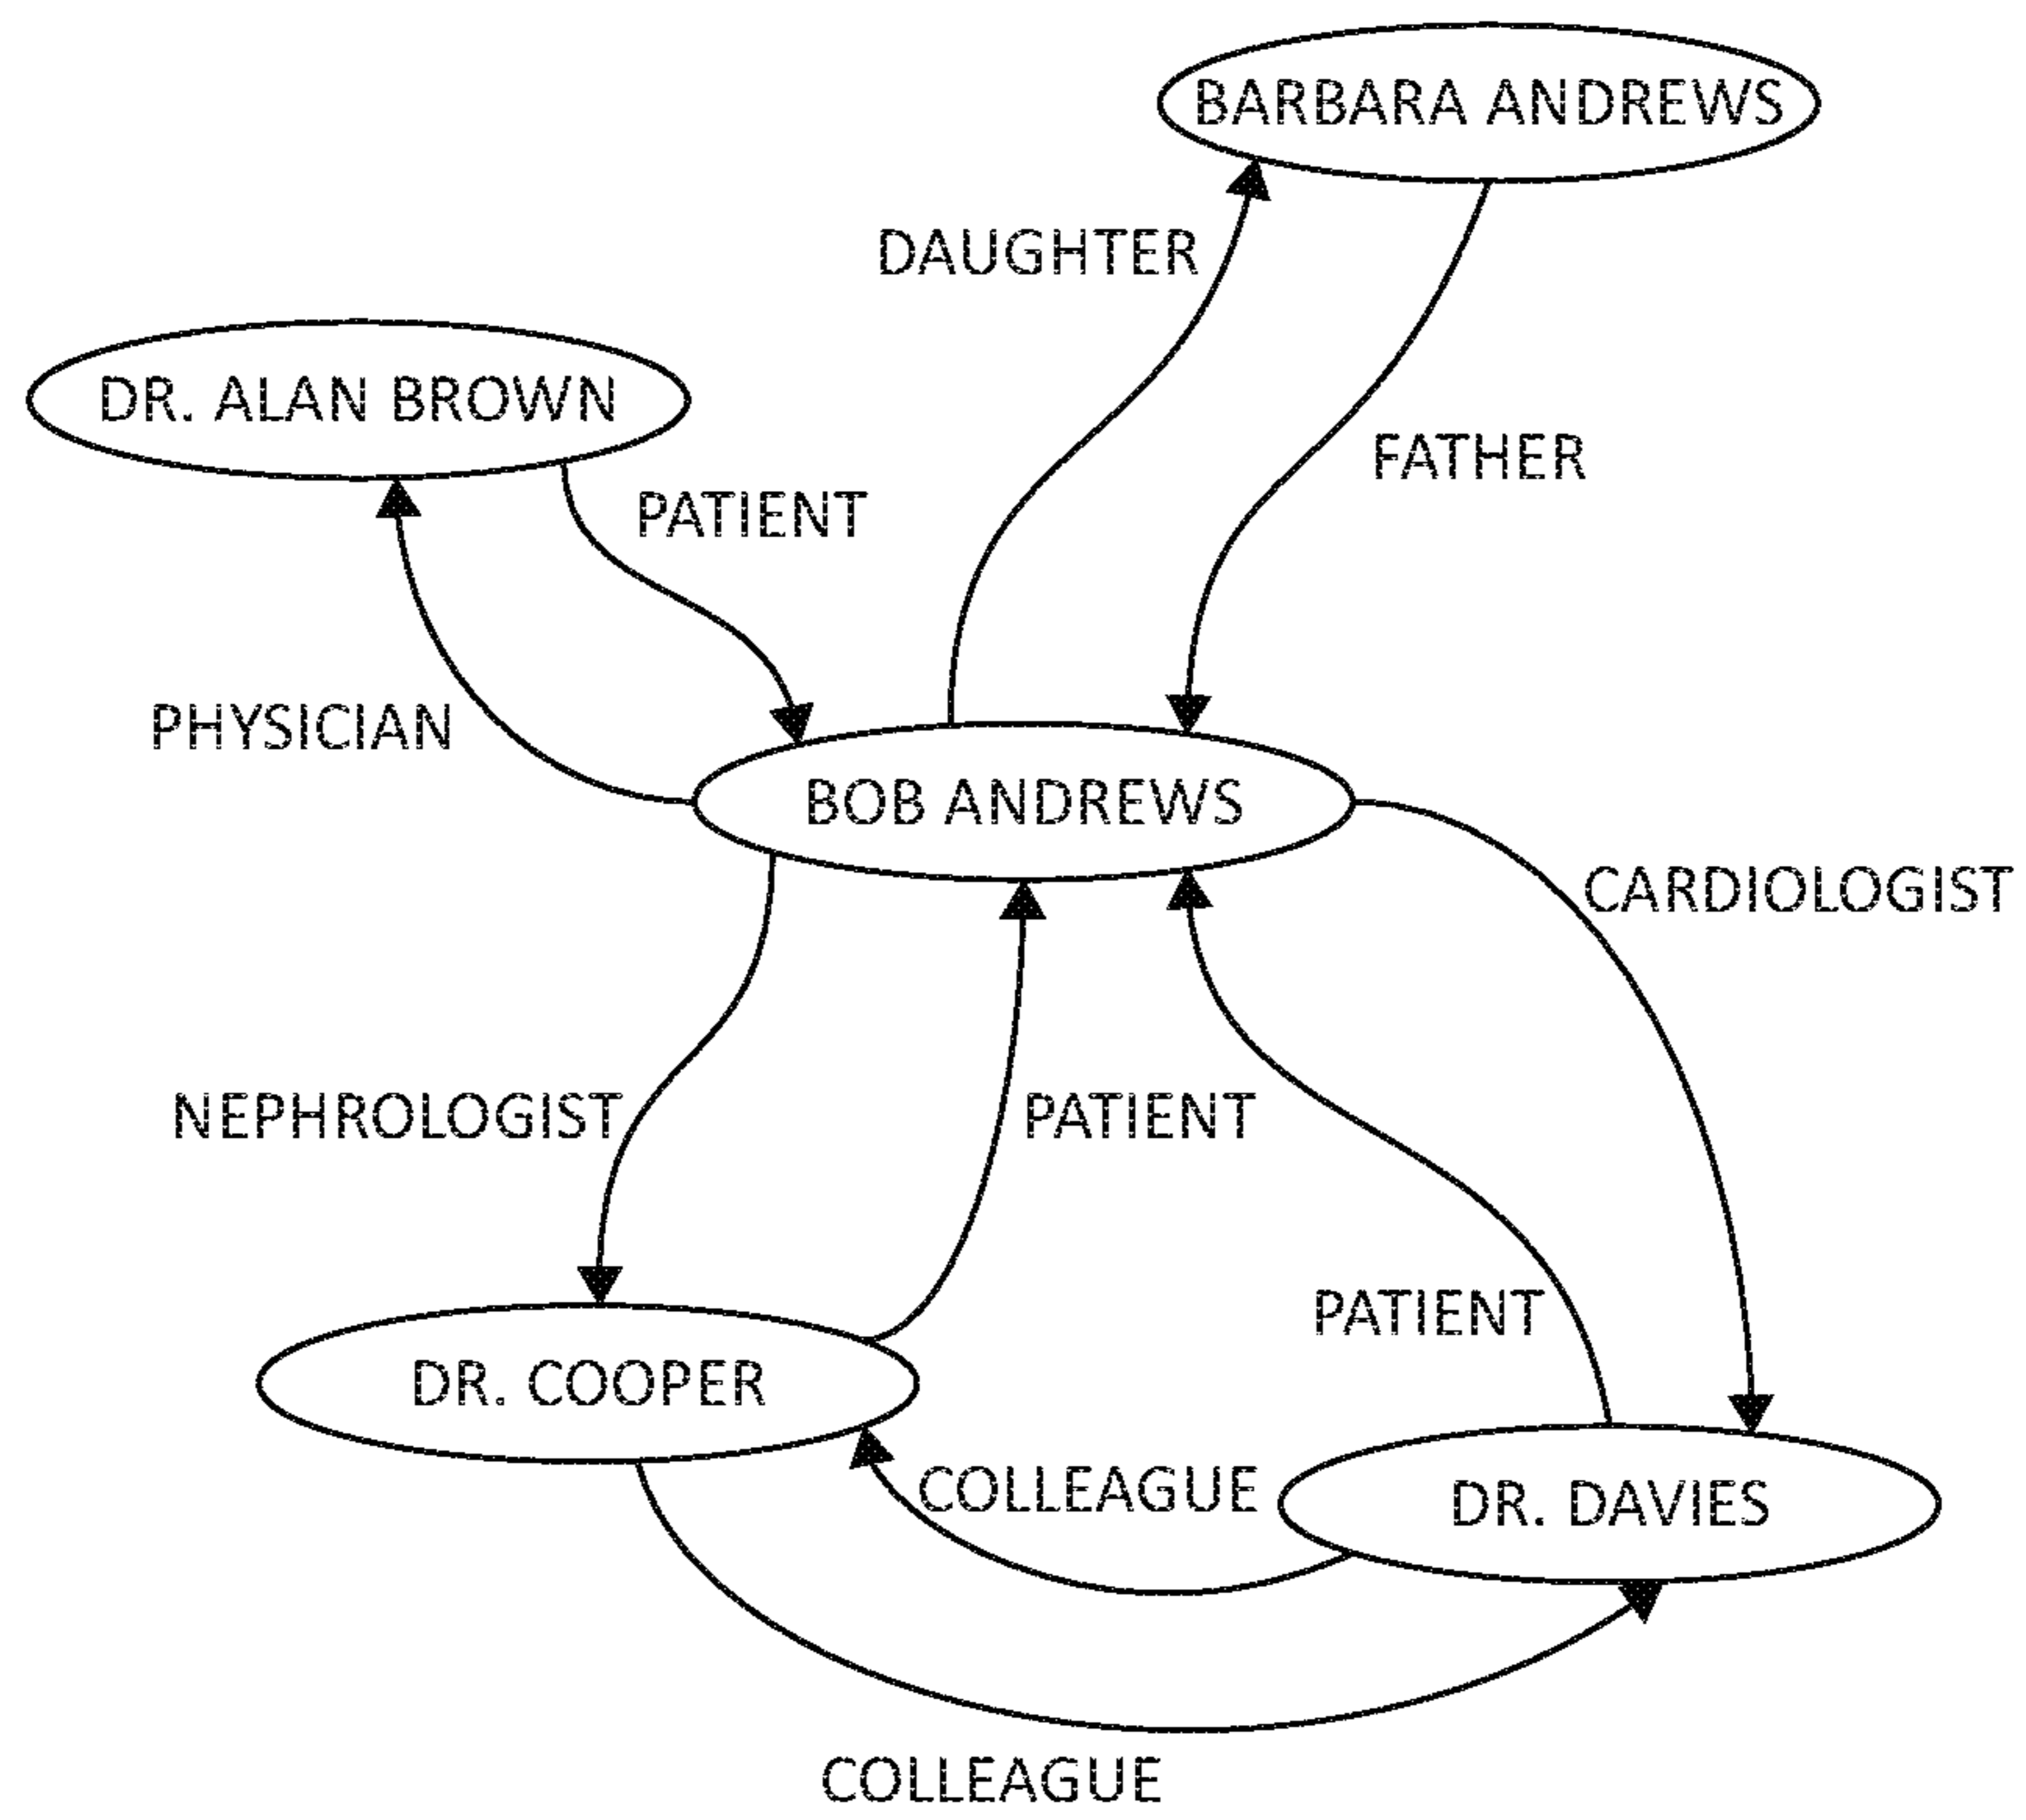 BARBARA ANDREWS
DAUGHTER
DR. ALAN BROWN
FATHER
PATIENT
PHYSICIAN
BOB ANDREWS
CARDIOLOGIST
NEPHROLOGIST
PATIENT
PATIENT
DR. COOPER
COLLEAGUE
DR. DAVIES
COLLEAGUE